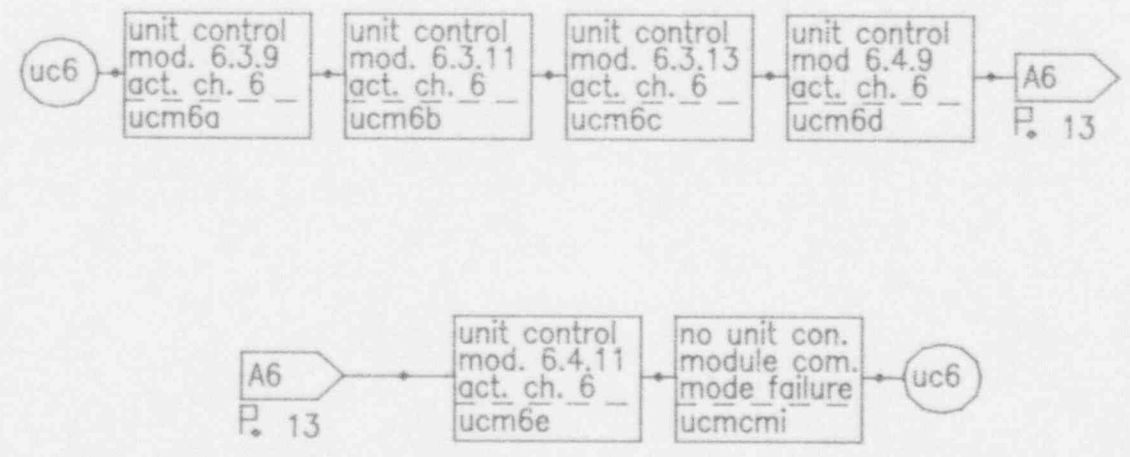 uc6
unit control
mod. 6.3.9
act. ch. 6
ucm6a
unit control
mod. 6.3.11
act. ch. 6
ucm6b
unit control
mod. 6.3.13
act. ch. 6
ucm6c
unit control
mod 6.4.9
act. ch. 6
ucm6d
A6
P. 13
A6
P. 13
unit control
mod. 6.4.11
act. ch. 6
ucm6e
no unit con.
module com.
mode failure
ucmcmi
uc6